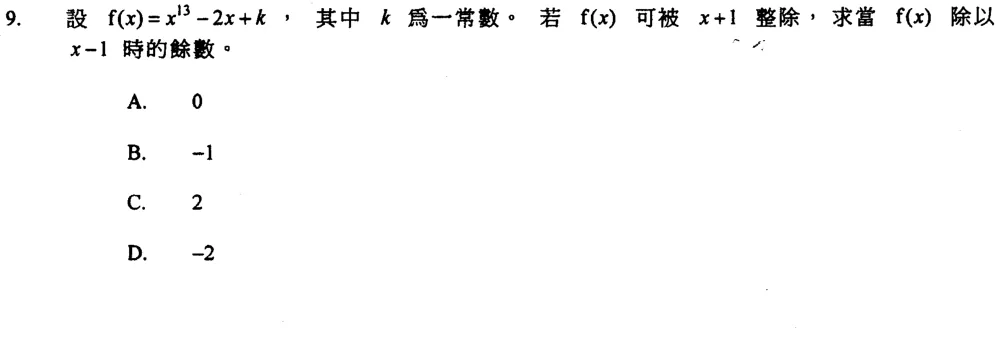 9. 設 f(x) = x¹³ − 2x + k ， 其中 k 爲一常數。 若 f(x) 可被 x+1 整除，求當 f(x) 除以
x−1 時的餘數。
A. 0
B. −1
C. 2
D. −2